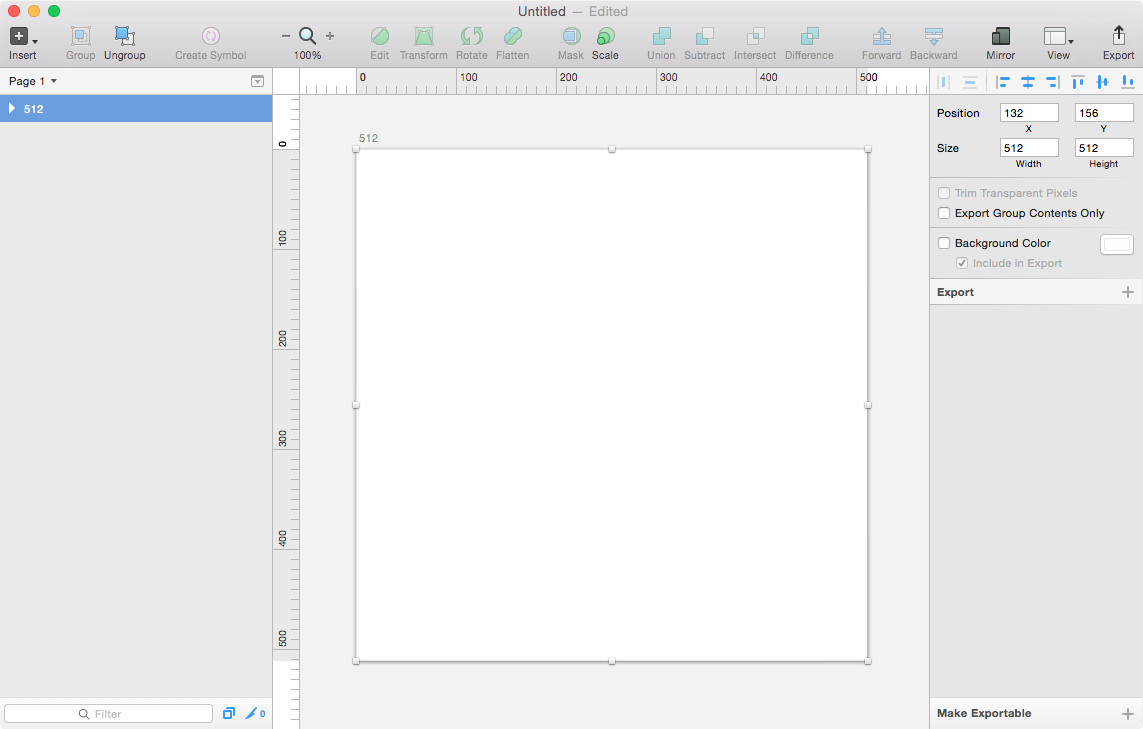 Untitled — Edited
Insert Group Ungroup Create Symbol 100% Edit Transform Rotate Flatten Mask Scale Union Subtract Intersect Difference Forward Backward Mirror View Export
Page 1
0 100 200 300 400 500
512
0
100
200
300
400
500
512
Position 132 156
X Y
Size 512 512
Width Height
Trim Transparent Pixels
Export Group Contents Only
Background Color
Include in Export
Export
Filter 0
Make Exportable